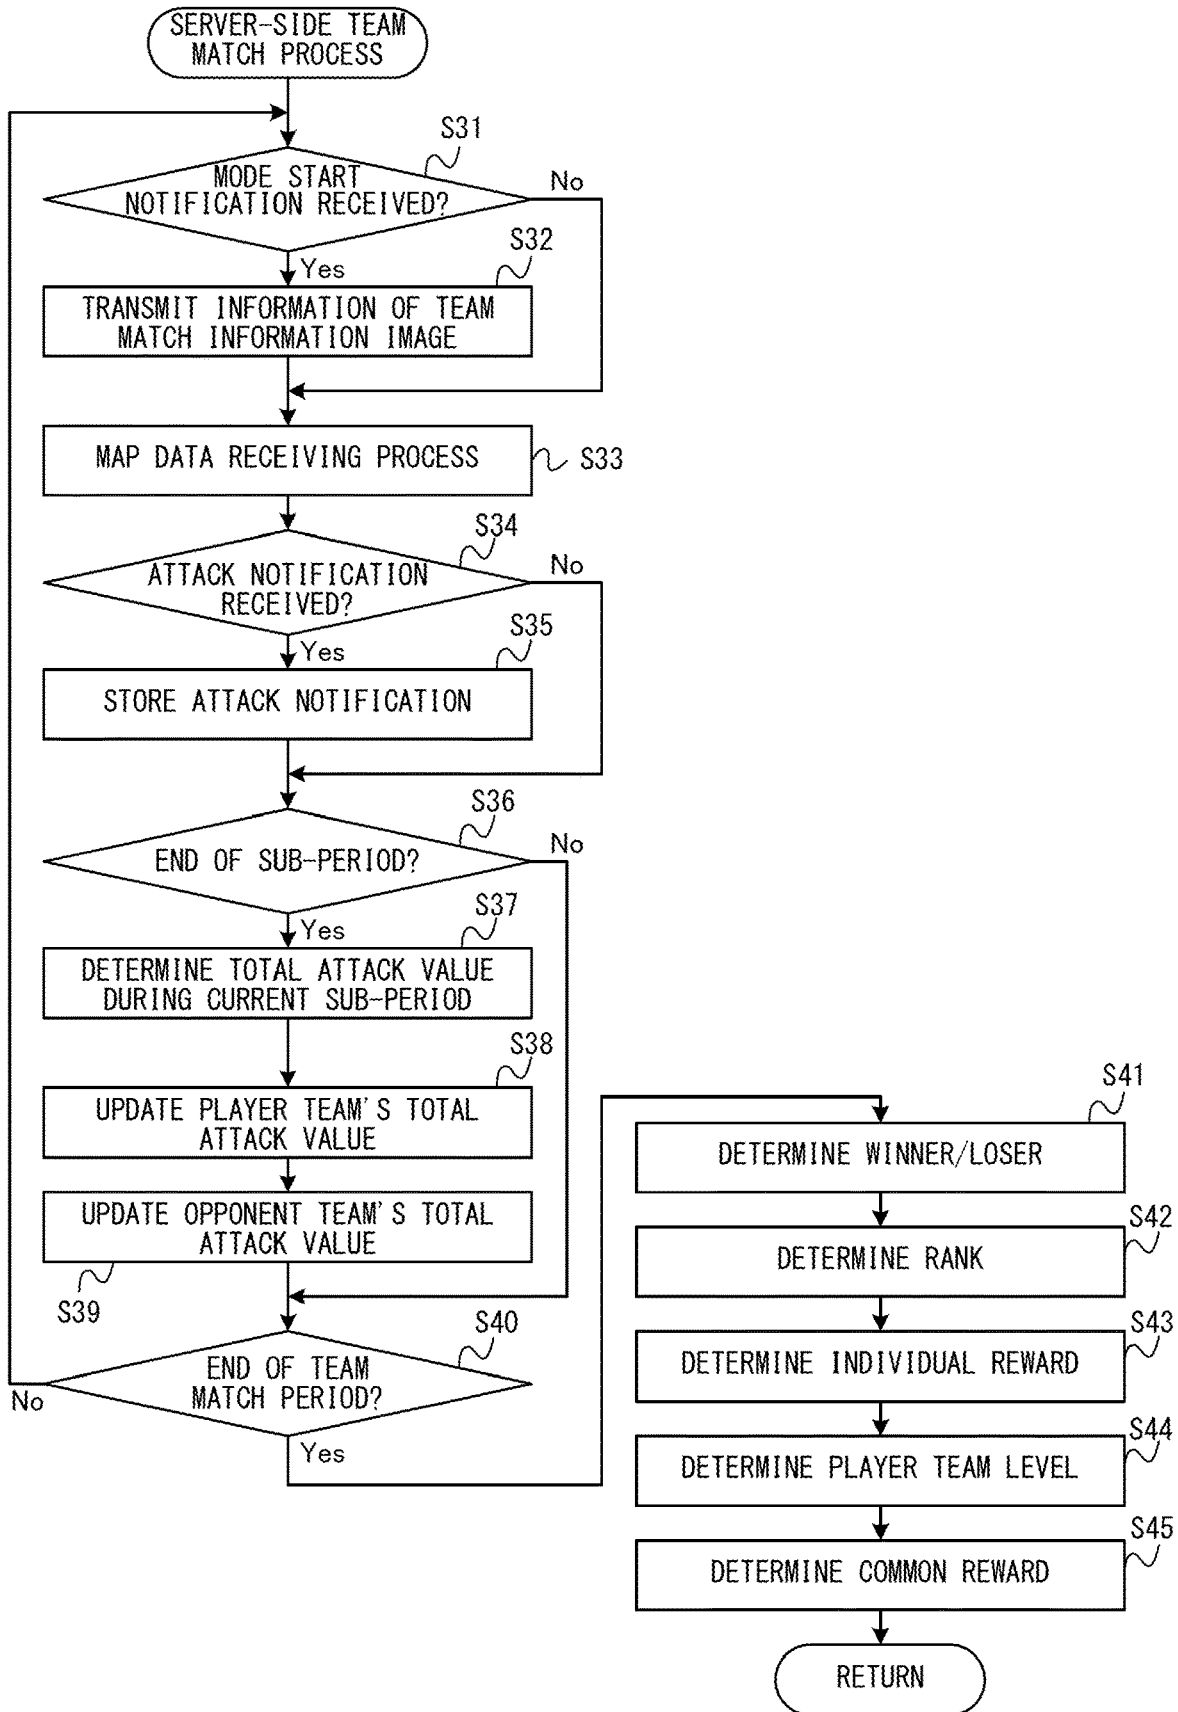 SERVER-SIDE TEAM
MATCH PROCESS
S31
MODE START
NOTIFICATION RECEIVED?
No
Yes
S32
TRANSMIT INFORMATION OF TEAM
MATCH INFORMATION IMAGE
MAP DATA RECEIVING PROCESS
S33
S34
ATTACK NOTIFICATION
RECEIVED?
No
Yes
S35
STORE ATTACK NOTIFICATION
S36
END OF SUB-PERIOD?
No
Yes
S37
DETERMINE TOTAL ATTACK VALUE
DURING CURRENT SUB-PERIOD
S38
UPDATE PLAYER TEAM'S TOTAL
ATTACK VALUE
UPDATE OPPONENT TEAM'S TOTAL
ATTACK VALUE
S39
S40
END OF TEAM
MATCH PERIOD?
No
Yes
S41
DETERMINE WINNER/LOSER
S42
DETERMINE RANK
S43
DETERMINE INDIVIDUAL REWARD
S44
DETERMINE PLAYER TEAM LEVEL
S45
DETERMINE COMMON REWARD
RETURN